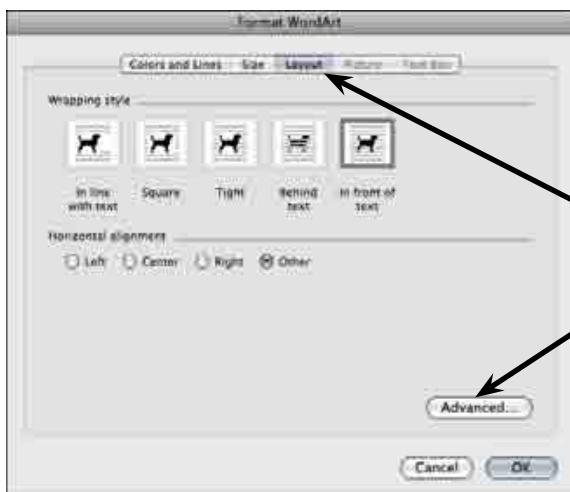 Format WordArt
Colors and Lines Size Layout Picture Text Box
Wrapping style
In line with text Square Tight Behind text In front of text
Horizontal alignment
Left Center Right Other
Advanced...
Cancel OK